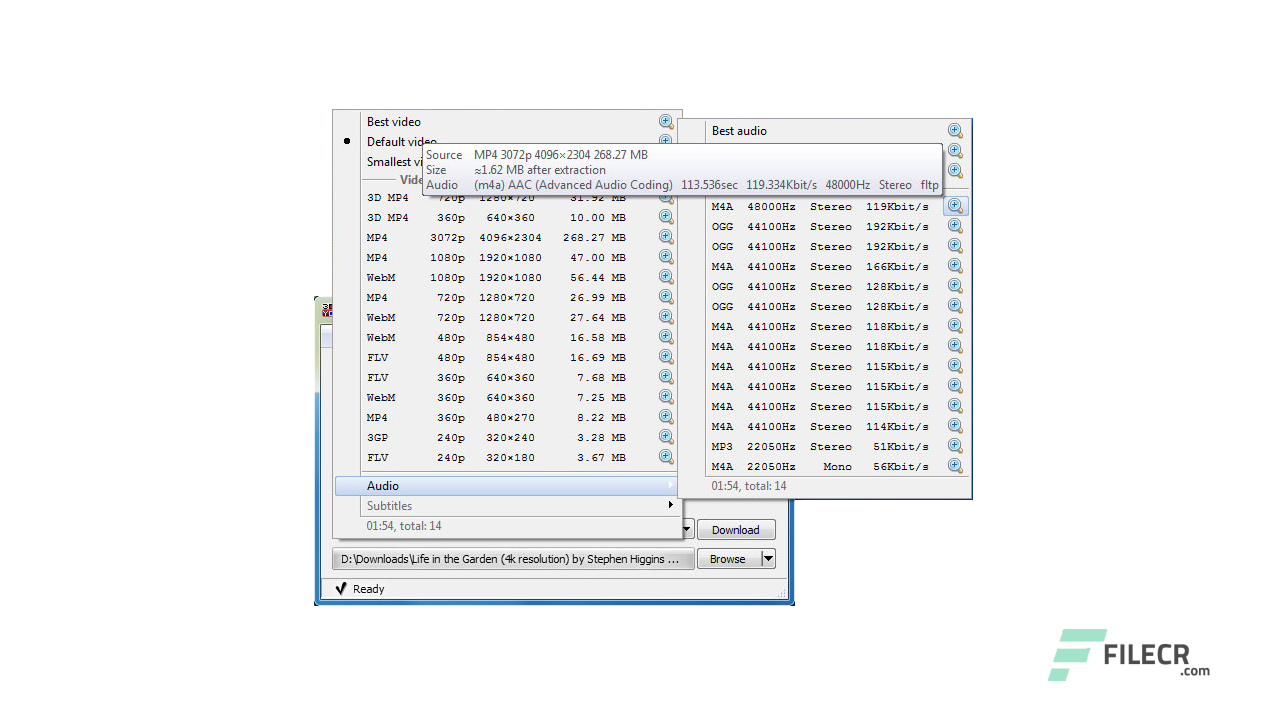 Best video
Default video
Smallest vi
Vide
Source MP4 3072p 4096×2304 268.27 MB
Size ≈1.62 MB after extraction
Audio (m4a) AAC (Advanced Audio Coding) 113.536sec 119.334Kbit/s 48000Hz Stereo fltp
3D MP4 720p 1280×720 31.92 MB
3D MP4 360p 640×360 10.00 MB
MP4 3072p 4096×2304 268.27 MB
MP4 1080p 1920×1080 47.00 MB
WebM 1080p 1920×1080 56.44 MB
MP4 720p 1280×720 26.99 MB
WebM 720p 1280×720 27.64 MB
WebM 480p 854×480 16.58 MB
FLV 480p 854×480 16.69 MB
FLV 360p 640×360 7.68 MB
WebM 360p 640×360 7.25 MB
MP4 360p 480×270 8.22 MB
3GP 240p 320×240 3.28 MB
FLV 240p 320×180 3.67 MB
Audio
Subtitles
01:54, total: 14
Best audio
M4A 48000Hz Stereo 119Kbit/s
OGG 44100Hz Stereo 192Kbit/s
OGG 44100Hz Stereo 192Kbit/s
M4A 44100Hz Stereo 166Kbit/s
OGG 44100Hz Stereo 128Kbit/s
OGG 44100Hz Stereo 128Kbit/s
M4A 44100Hz Stereo 118Kbit/s
M4A 44100Hz Stereo 118Kbit/s
M4A 44100Hz Stereo 115Kbit/s
M4A 44100Hz Stereo 115Kbit/s
M4A 44100Hz Stereo 115Kbit/s
M4A 44100Hz Stereo 114Kbit/s
MP3 22050Hz Stereo 51Kbit/s
M4A 22050Hz Mono 56Kbit/s
01:54, total: 14
Download
D:\Downloads\Life in the Garden (4k resolution) by Stephen Higgins ...
Browse
Ready
FILECR
.com